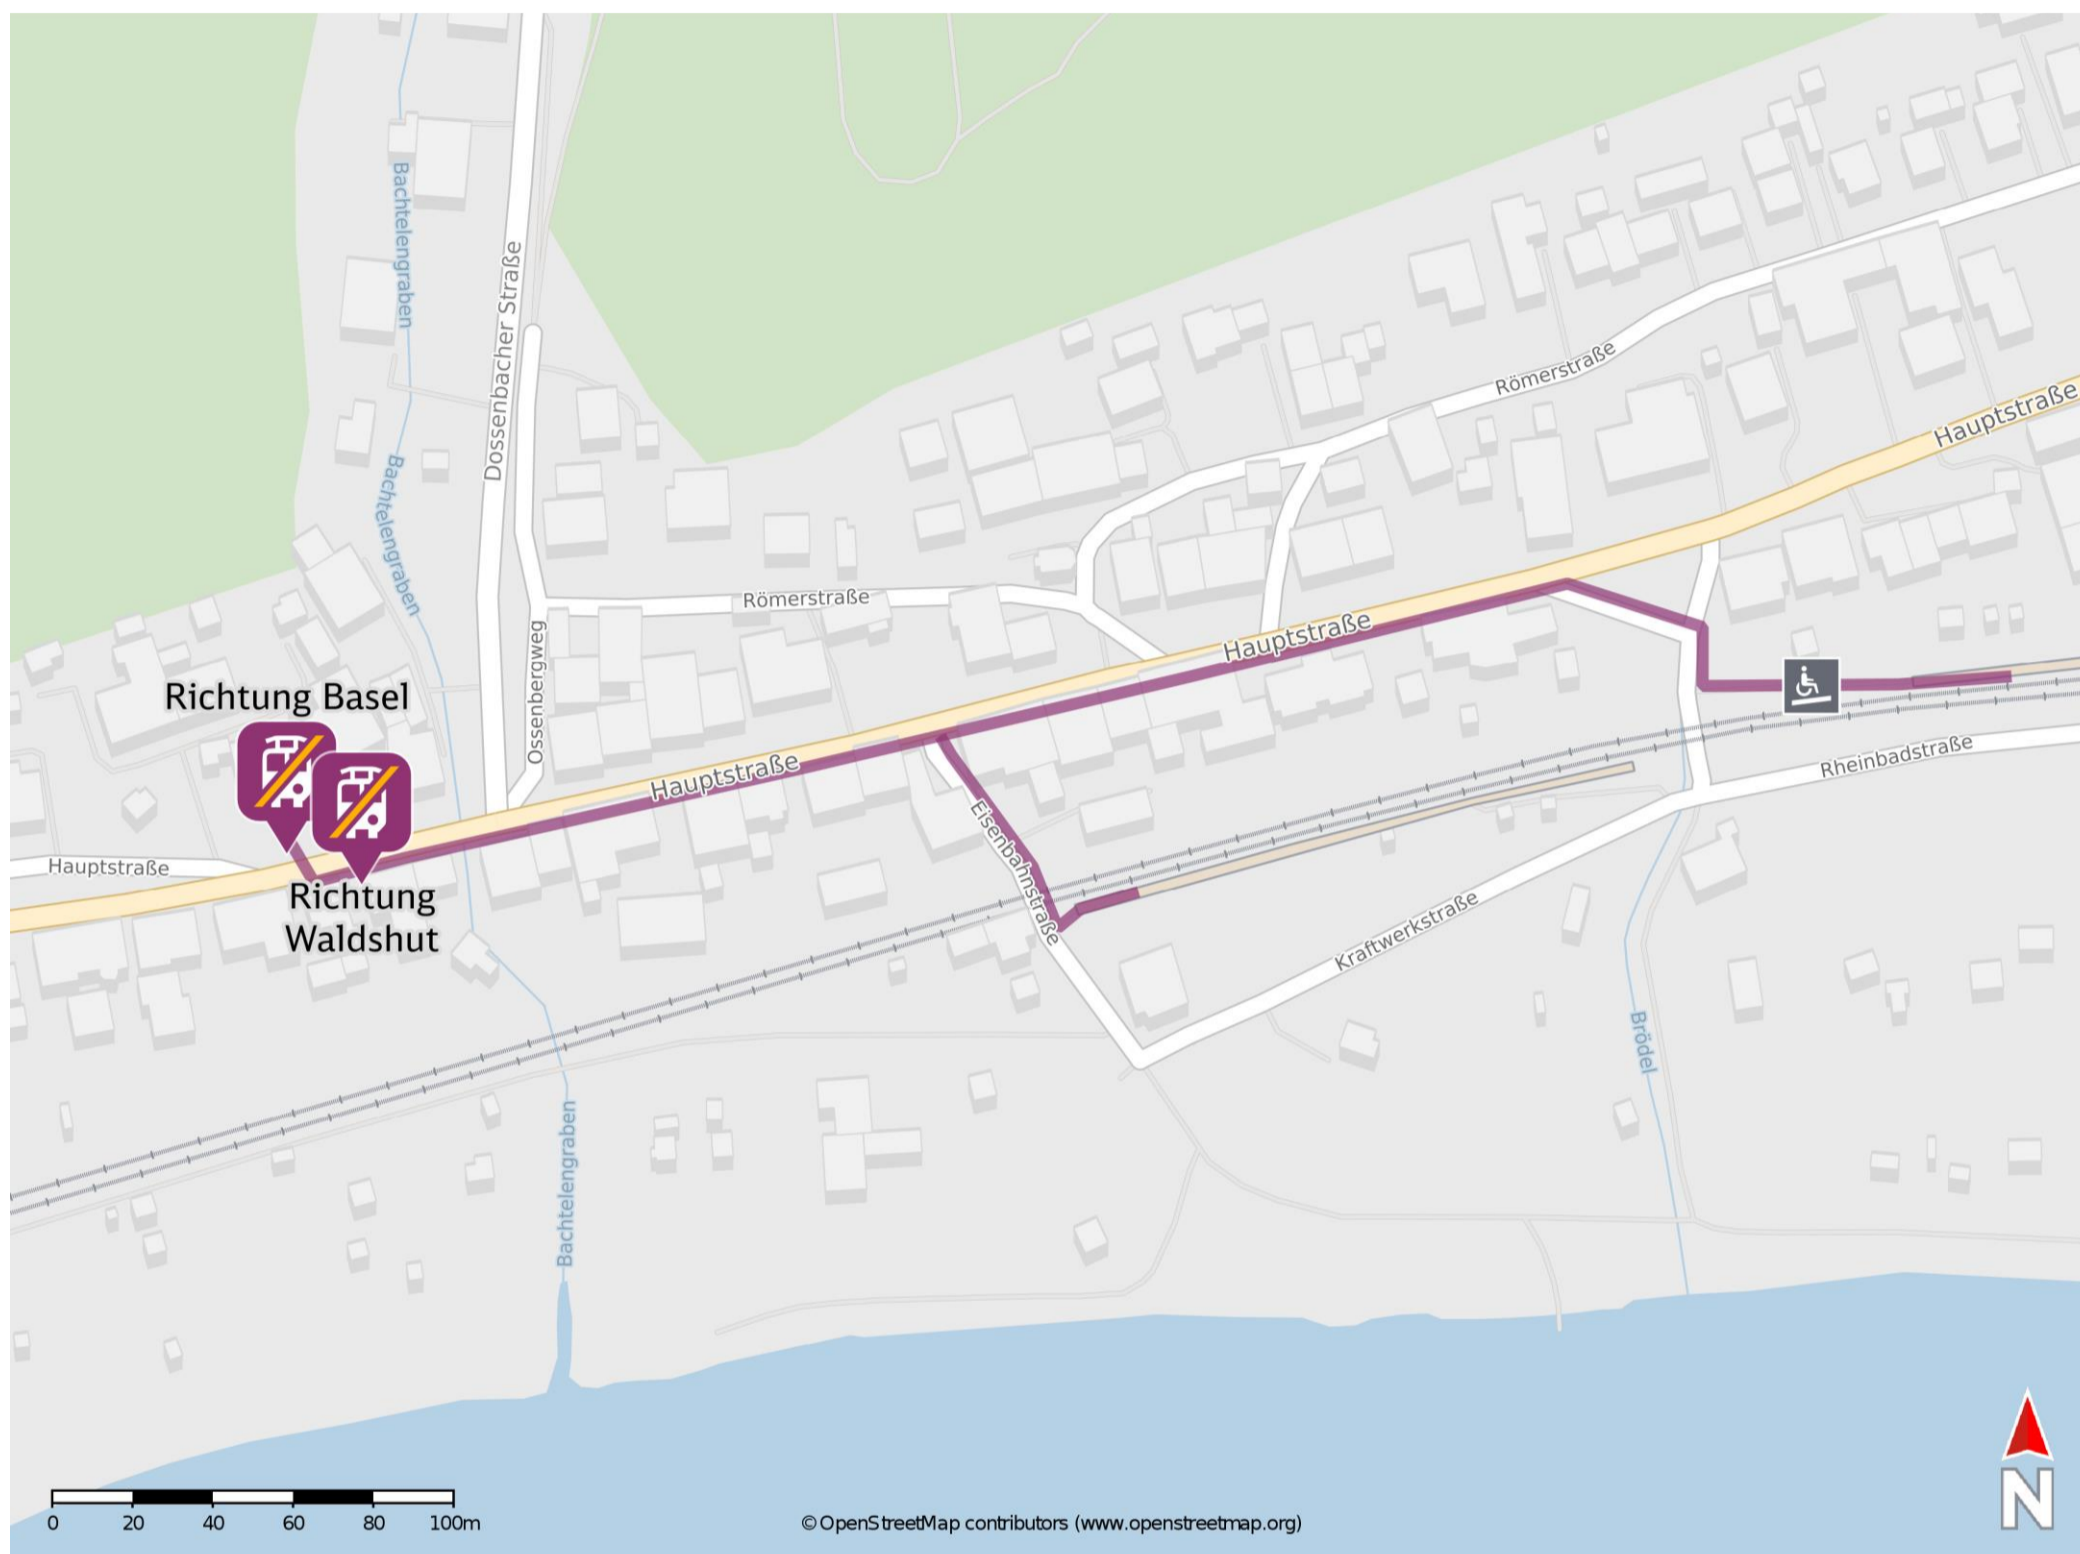 Bachtelengraben
Dossenbacher Straße
Römerstraße
Hauptstraße
Bachtelengraben
Römerstraße
Hauptstraße
Ossenbergweg
Richtung Basel
Hauptstraße
Rheinbadstraße
Eisenbahnstraße
Hauptstraße
Richtung
Waldshut
Kraftwerkstraße
Brödel
Bachtelengraben
N
0 20 40 60 80 100m
© OpenStreetMap contributors (www.openstreetmap.org)